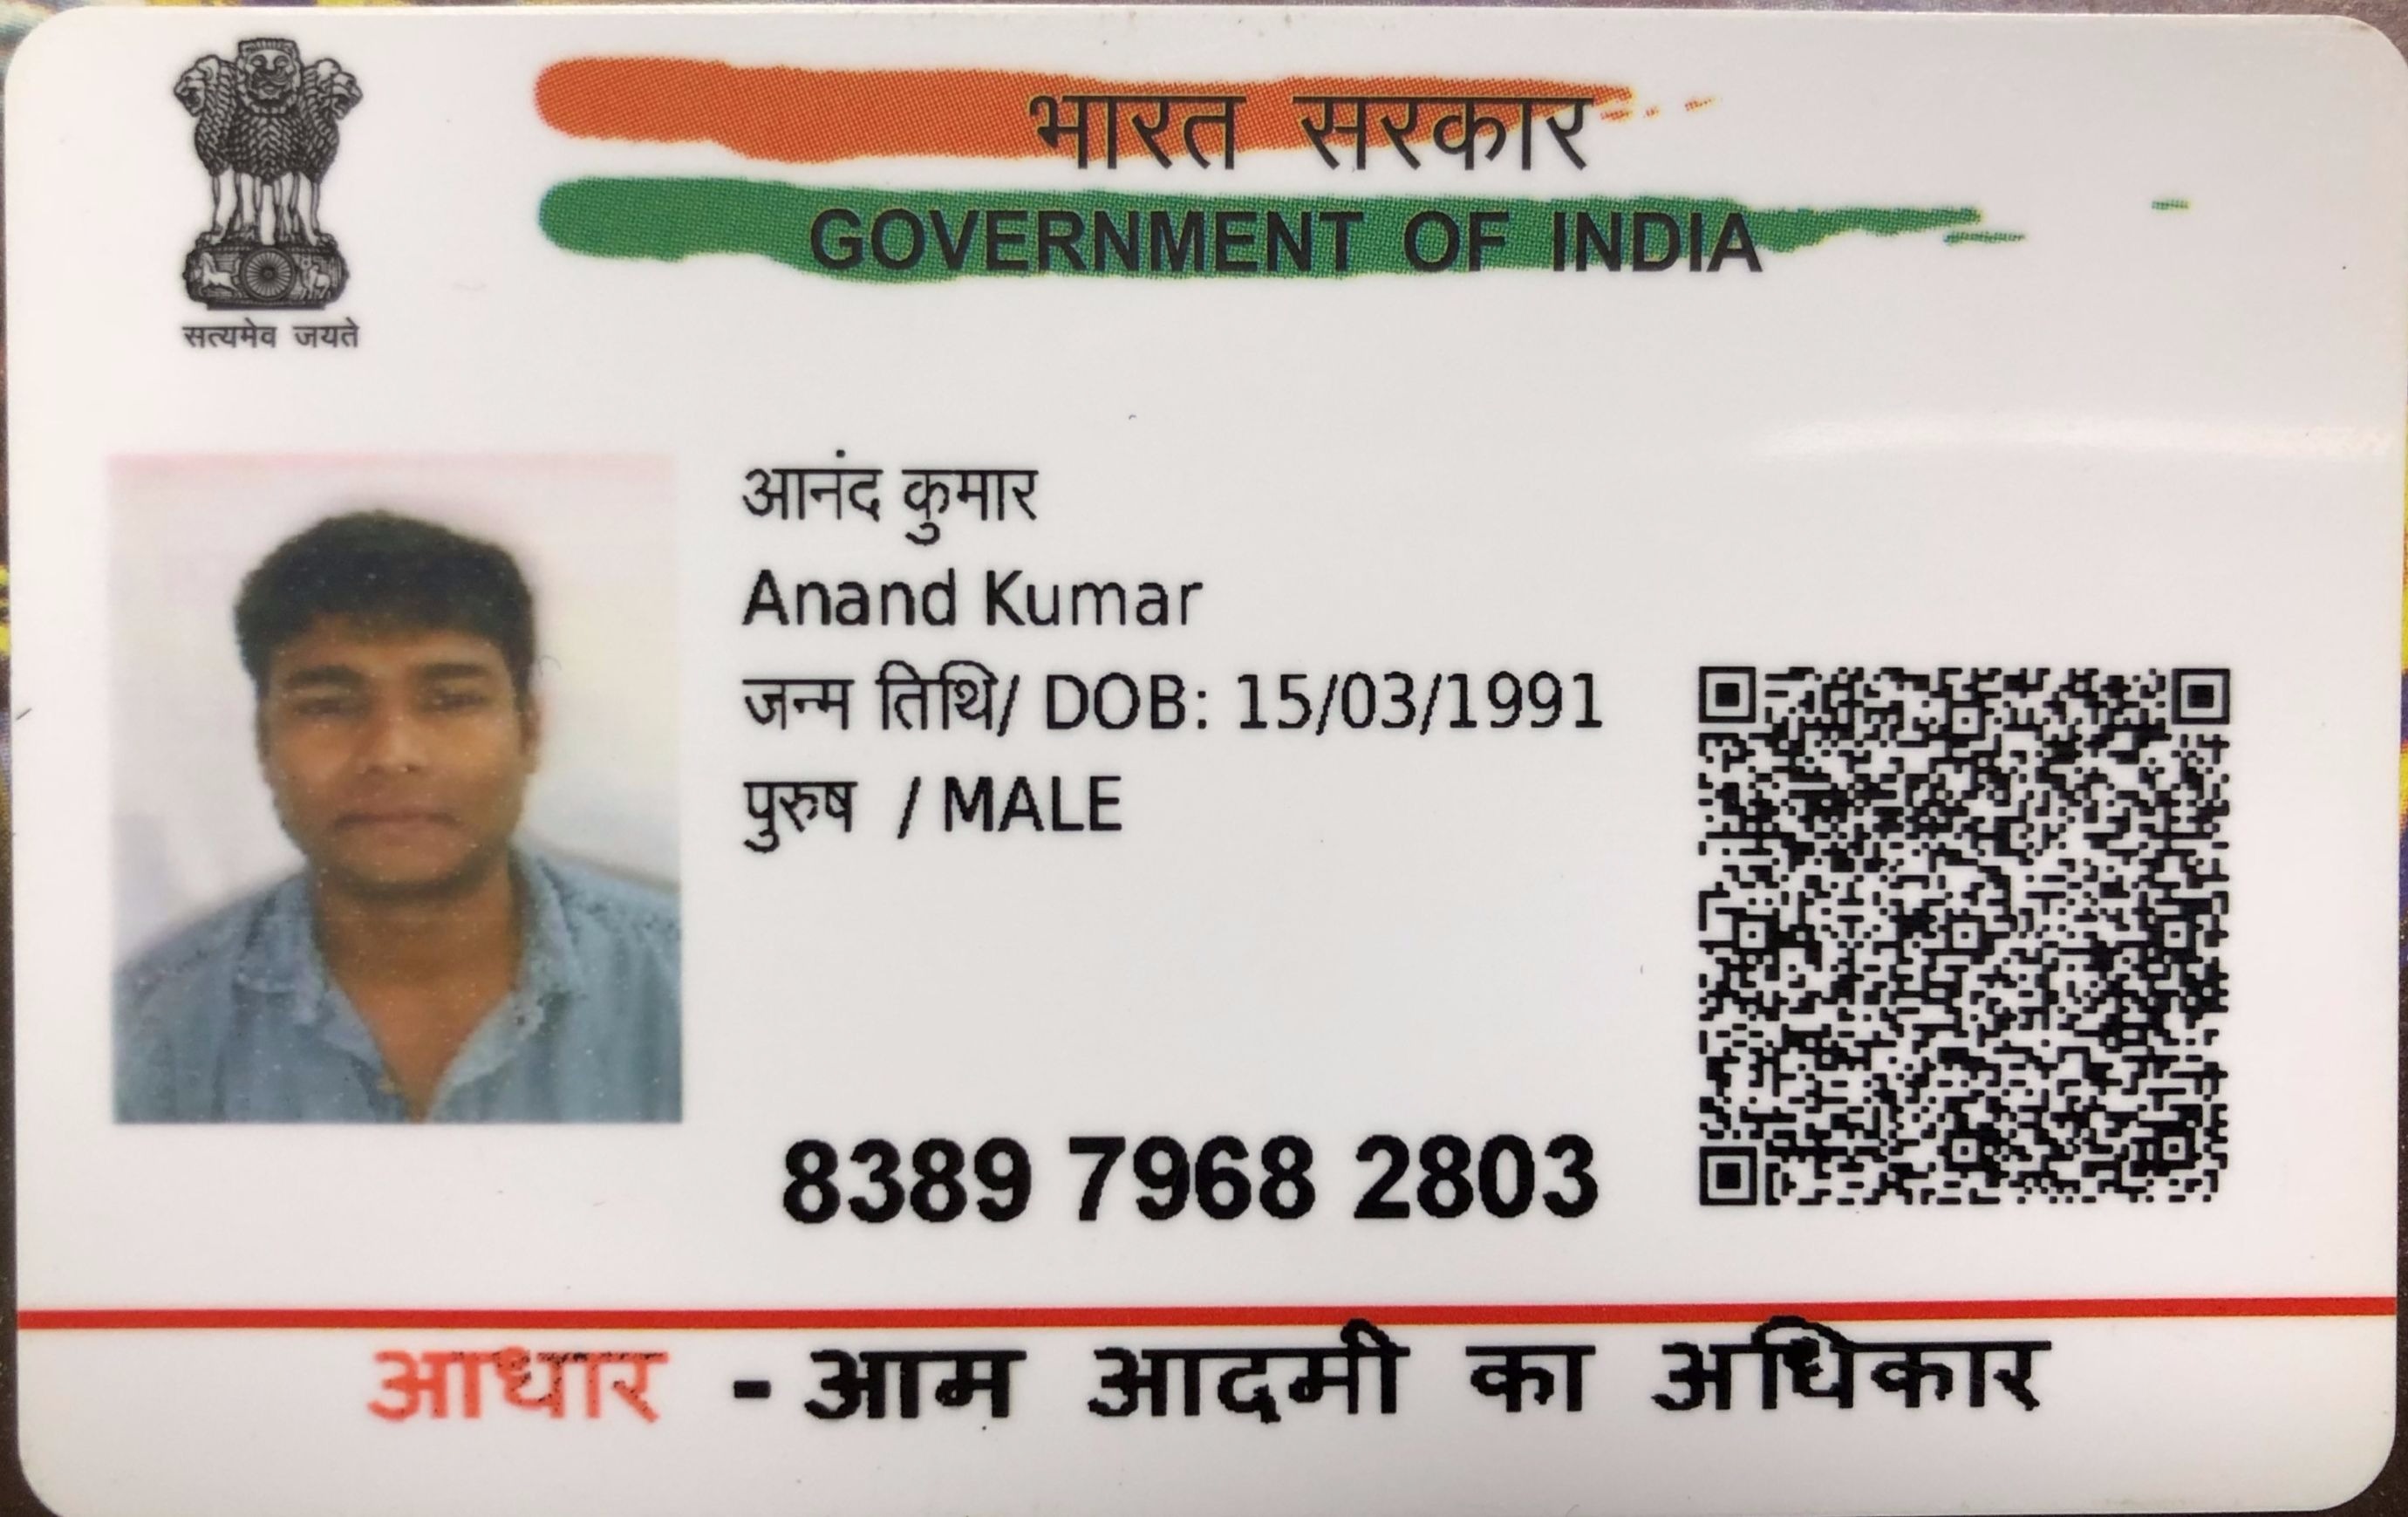 भारत सरकार
GOVERNMENT OF INDIA
सत्यमेव जयते
आनंद कुमार
Anand Kumar
जन्म तिथि/ DOB: 15/03/1991
पुरुष / MALE
8389 7968 2803
आधार - आम आदमी का अधिकार